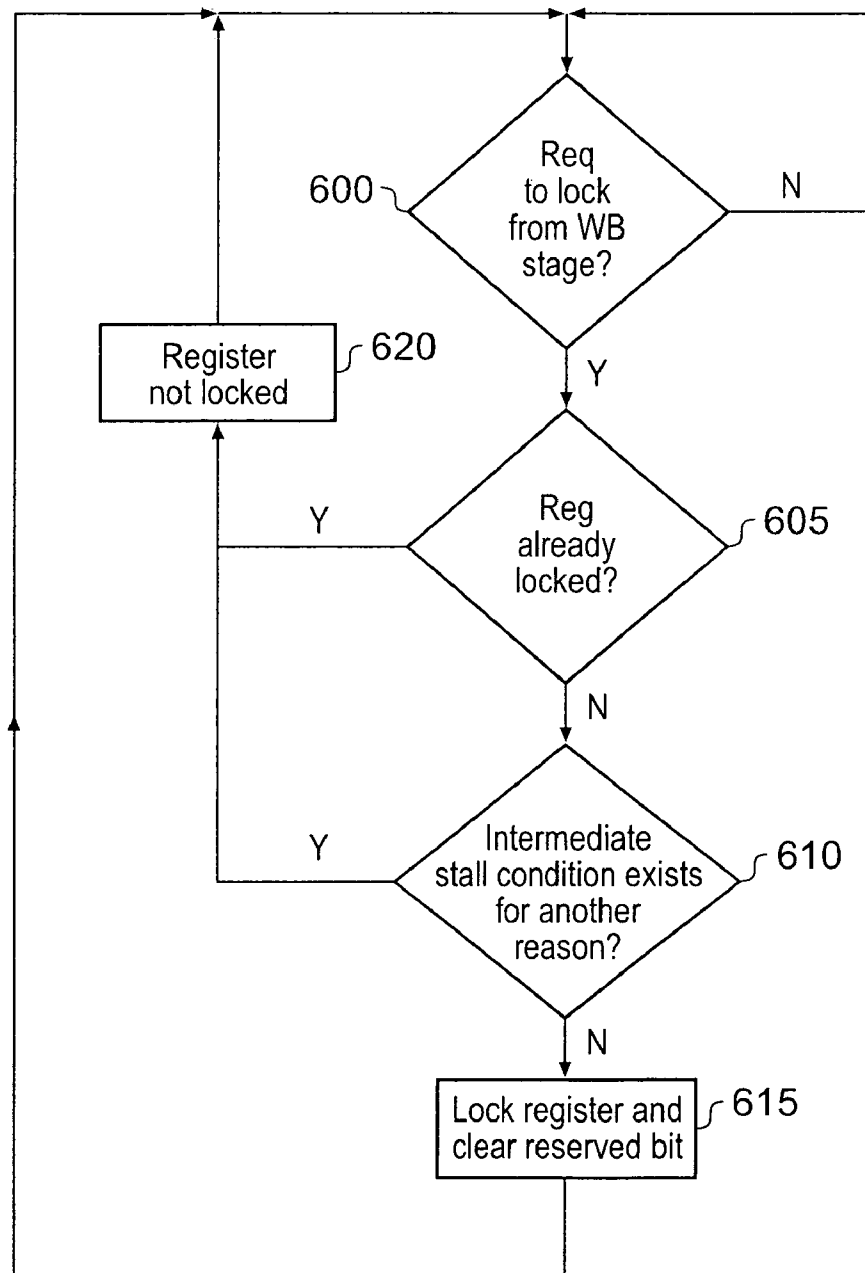 600
Req
to lock
from WB
stage?
N
Y
Register
not locked
620
Y
Reg
already
locked?
605
N
Y
Intermediate
stall condition exists
for another
reason?
610
N
Lock register and
clear reserved bit
615